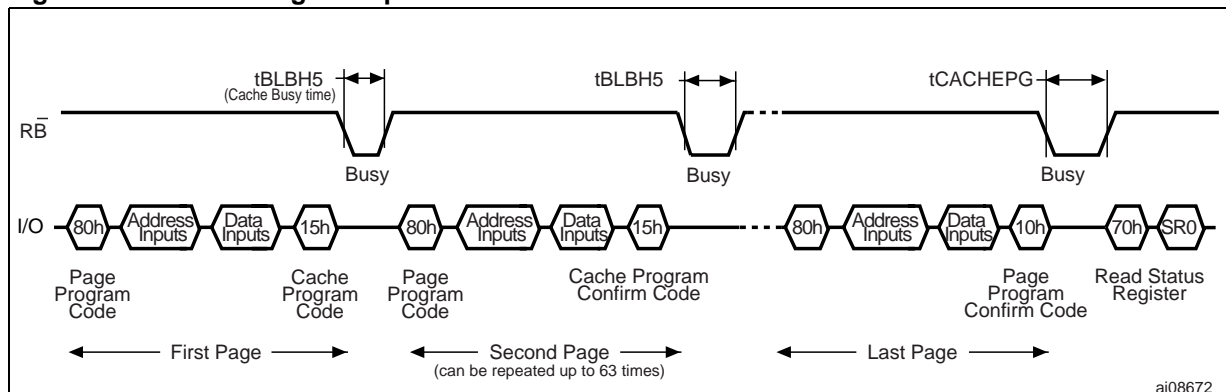 tBLBH5
(Cache Busy time)
tBLBH5
tCACHEPG
RB
Busy
Busy
Busy
I/O
80h
Address
Inputs
Data
Inputs
15h
80h
Address
Inputs
Data
Inputs
15h
80h
Address
Inputs
Data
Inputs
10h
70h
SR0
Page
Program
Code
Cache
Program
Code
Page
Program
Code
Cache Program
Confirm Code
Page
Program
Confirm Code
Read Status
Register
First Page
Second Page
(can be repeated up to 63 times)
Last Page
ai08672